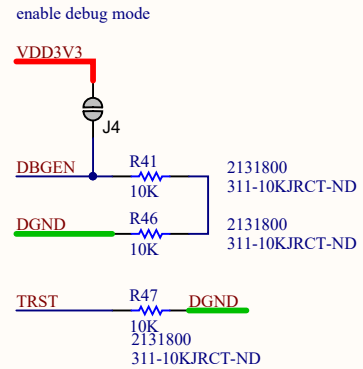 enable debug mode
VDD3V3
J4
DBGEN
R41
10K
2131800
311-10KJRCT-ND
DGND
R46
10K
2131800
311-10KJRCT-ND
TRST
R47
10K
DGND
2131800
311-10KJRCT-ND